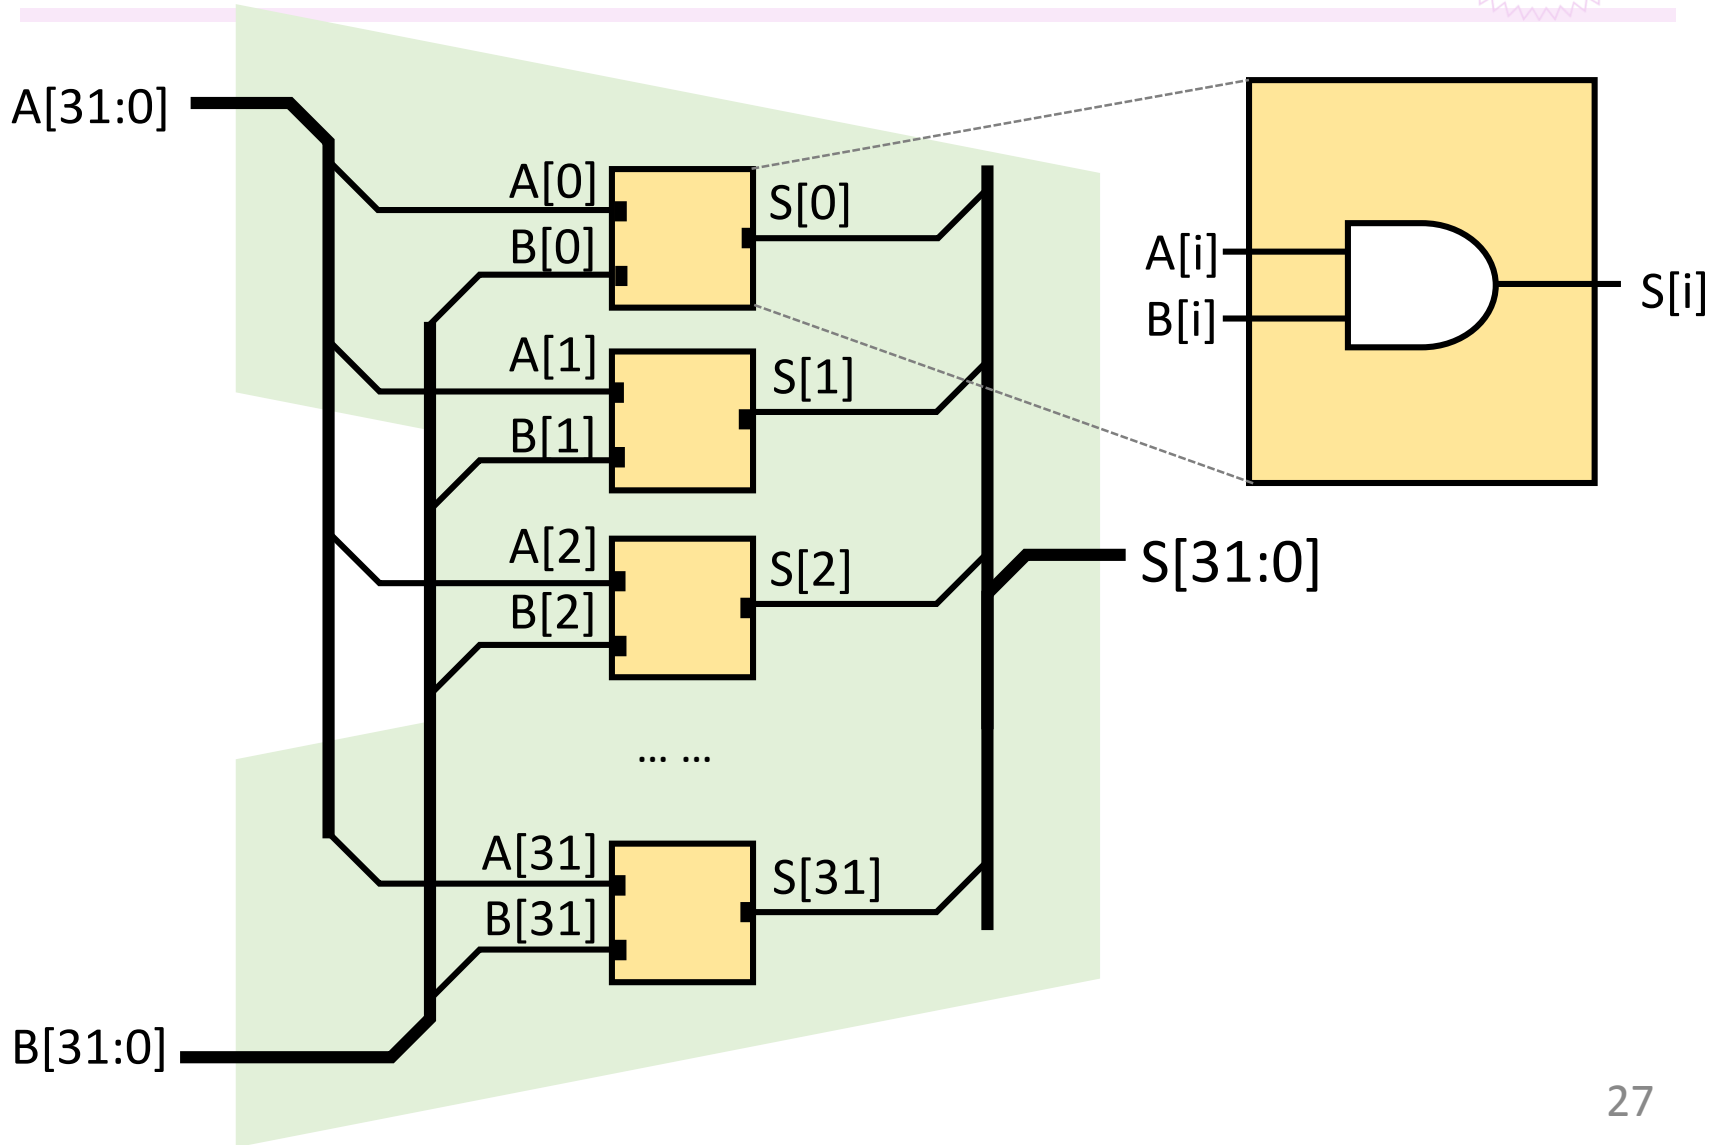 A[31:0]
A[0]
B[0]
S[0]
A[1]
B[1]
S[1]
A[2]
B[2]
S[2]
... ...
A[31]
B[31]
S[31]
B[31:0]
S[31:0]
A[i]
B[i]
S[i]
27